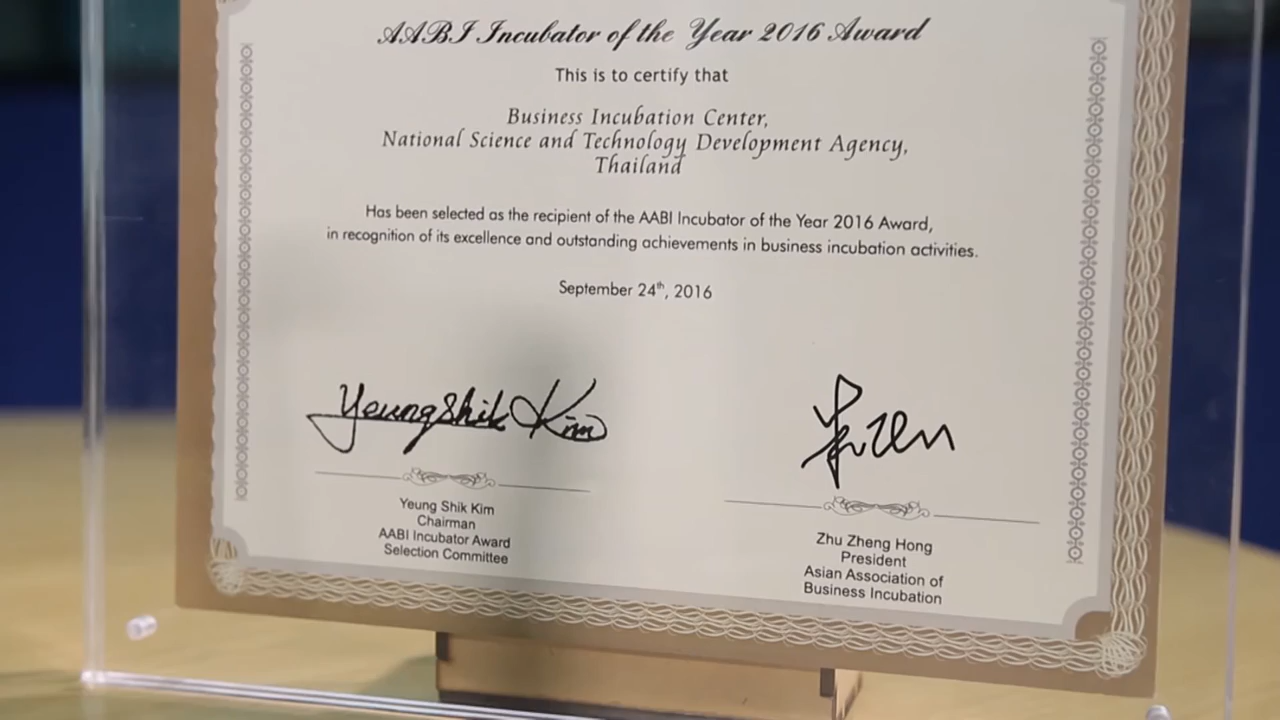 AABI Incubator of the Year 2016 Award
This is to certify that
Business Incubation Center,
National Science and Technology Development Agency,
Thailand
Has been selected as the recipient of the AABI Incubator of the Year 2016 Award,
in recognition of its excellence and outstanding achievements in business incubation activities.
September 24th, 2016
Yeung Shik Kim
Yeung Shik Kim
Chairman
AABI Incubator Award
Selection Committee
Zhu Zheng Hong
President
Asian Association of
Business Incubation